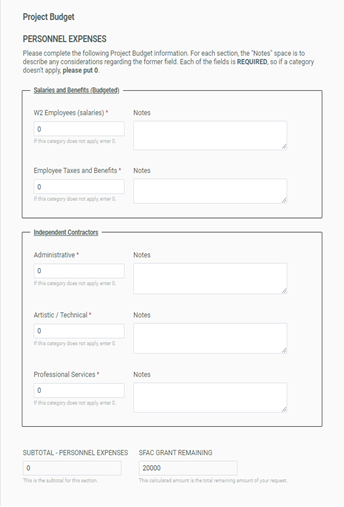 Project Budget
PERSONNEL EXPENSES
Please complete the following Project Budget information. For each section, the "Notes" space is to
describe any considerations regarding the former field. Each of the fields is REQUIRED, so if a category
doesn't apply, please put 0.
Salaries and Benefits (Budgeted)
W2 Employees (salaries) * Notes
0
If this category does not apply, enter 0.
Employee Taxes and Benefits * Notes
0
If this category does not apply, enter 0.
Independent Contractors
Administrative * Notes
0
If this category does not apply, enter 0.
Artistic / Technical * Notes
0
If this category does not apply, enter 0.
Professional Services * Notes
0
If this category does not apply, enter 0.
SUBTOTAL - PERSONNEL EXPENSES SFAC GRANT REMAINING
0 20000
This is the subtotal for this section. This calculated amount is the total remaining amount of your request.